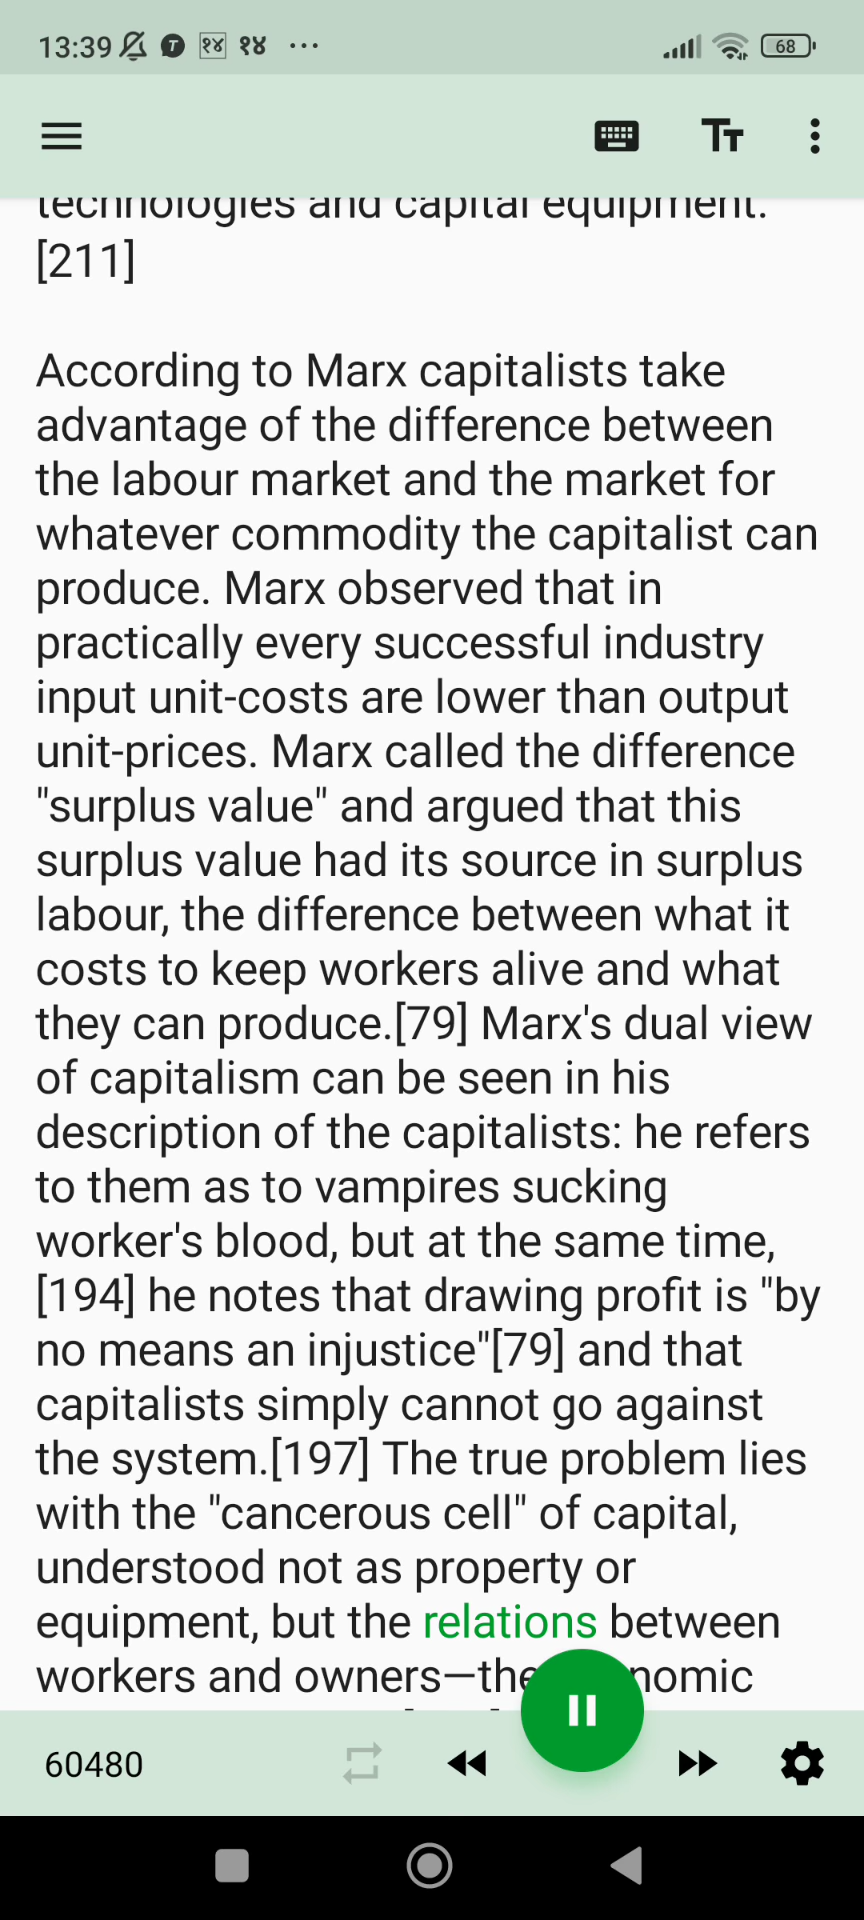 13:39 १४ १४ ... 68
technologies and capital equipment.
[211]
According to Marx capitalists take
advantage of the difference between
the labour market and the market for
whatever commodity the capitalist can
produce. Marx observed that in
practically every successful industry
input unit-costs are lower than output
unit-prices. Marx called the difference
"surplus value" and argued that this
surplus value had its source in surplus
labour, the difference between what it
costs to keep workers alive and what
they can produce.[79] Marx's dual view
of capitalism can be seen in his
description of the capitalists: he refers
to them as to vampires sucking
worker's blood, but at the same time,
[194] he notes that drawing profit is "by
no means an injustice"[79] and that
capitalists simply cannot go against
the system.[197] The true problem lies
with the "cancerous cell" of capital,
understood not as property or
equipment, but the relations between
workers and owners—the nomic
60480